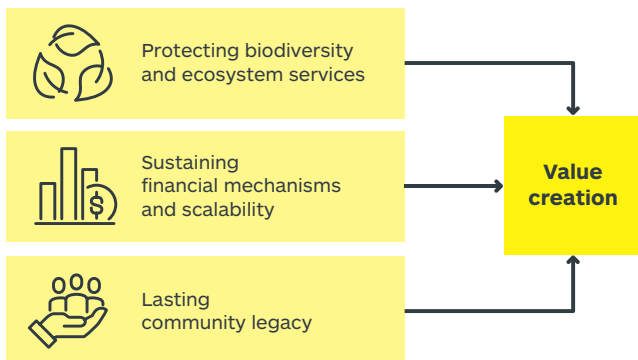 Protecting biodiversity
and ecosystem services
Sustaining
financial mechanisms
and scalability
$
Lasting
community legacy
Value
creation